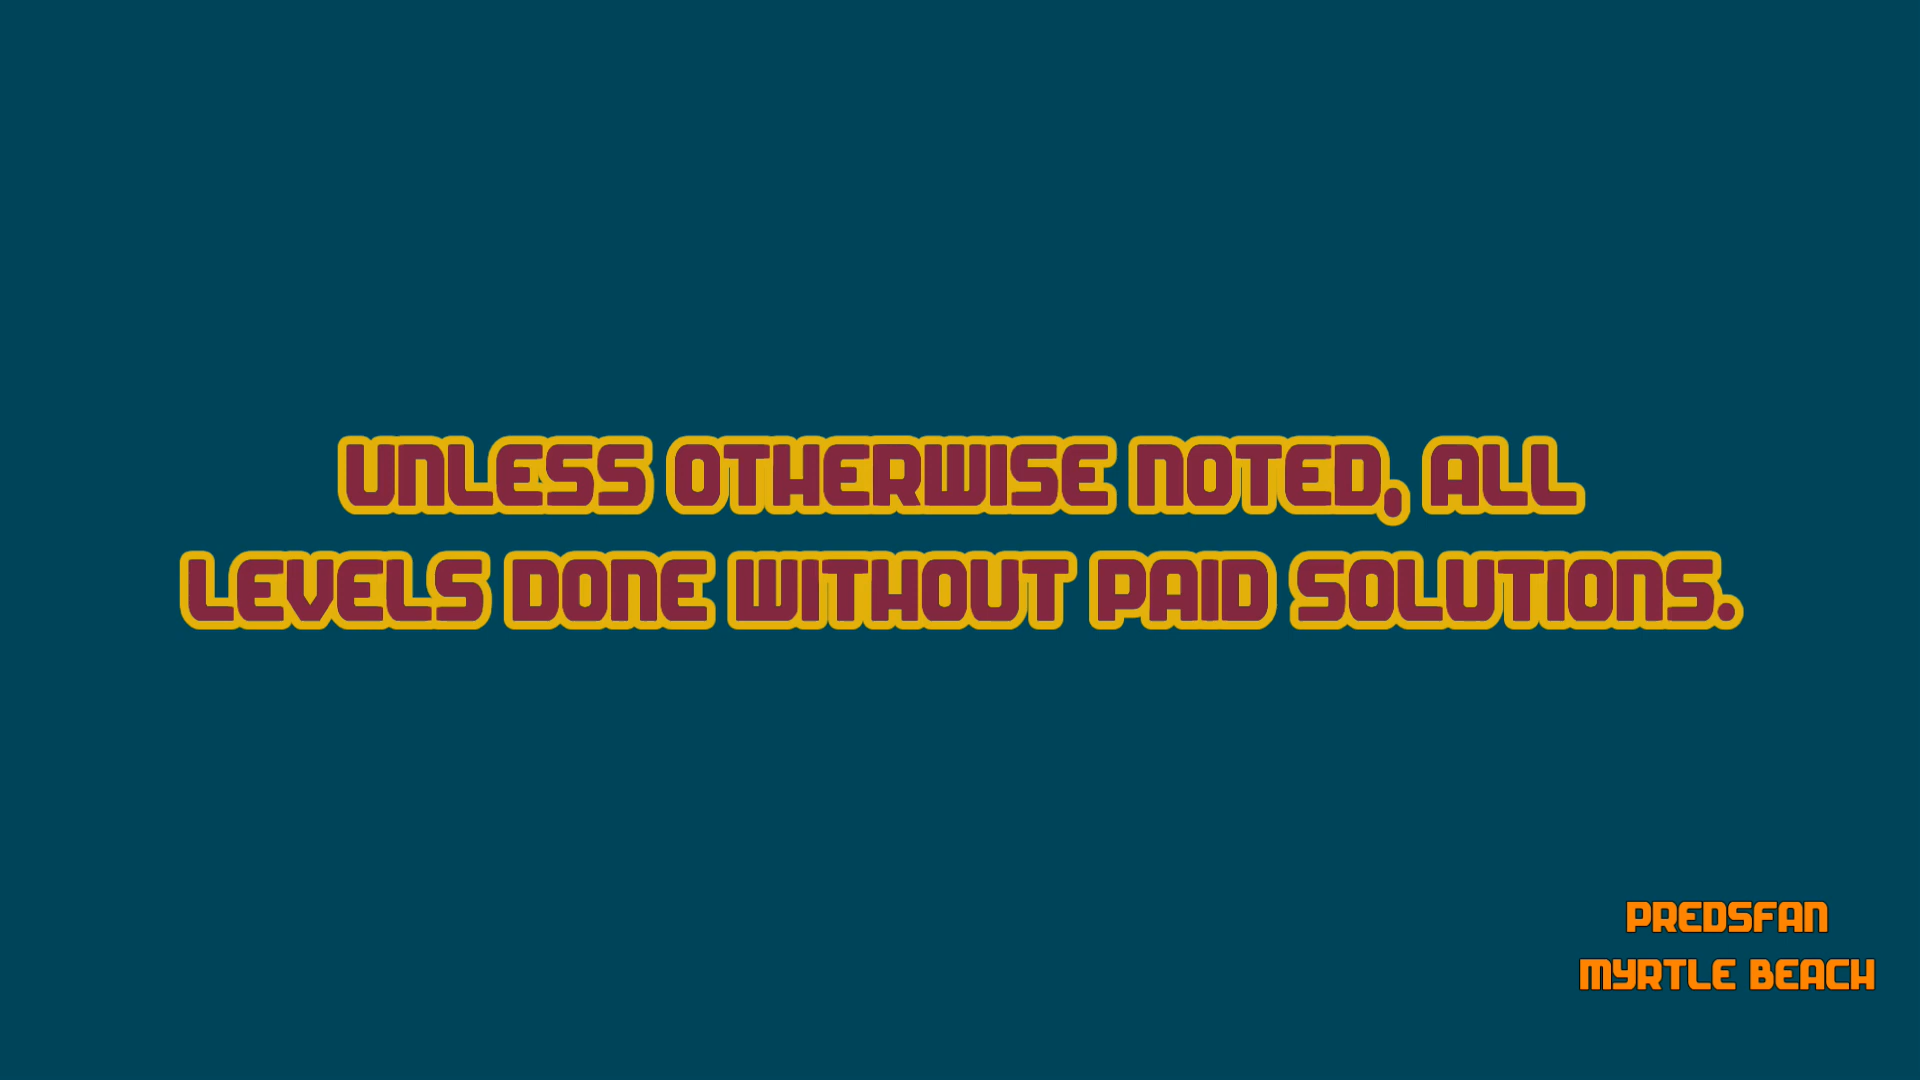 UNLESS OTHERWISE NOTED, ALL
LEVELS DONE WITHOUT PAID SOLUTIONS.
PREDSFAN
MYRTLE BEACH